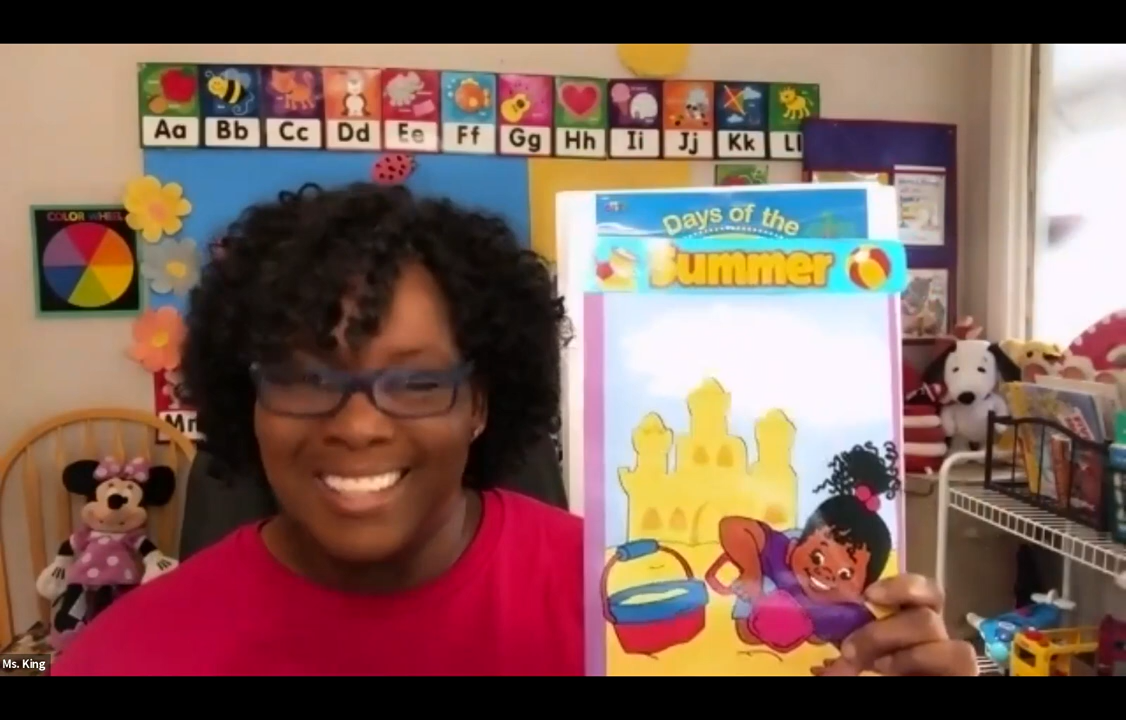 Aa Bb Cc Dd Ee Ff Gg Hh Ii Jj Kk Ll
COLOR WHEEL
Days of the
Summer
Mm
Ms. King